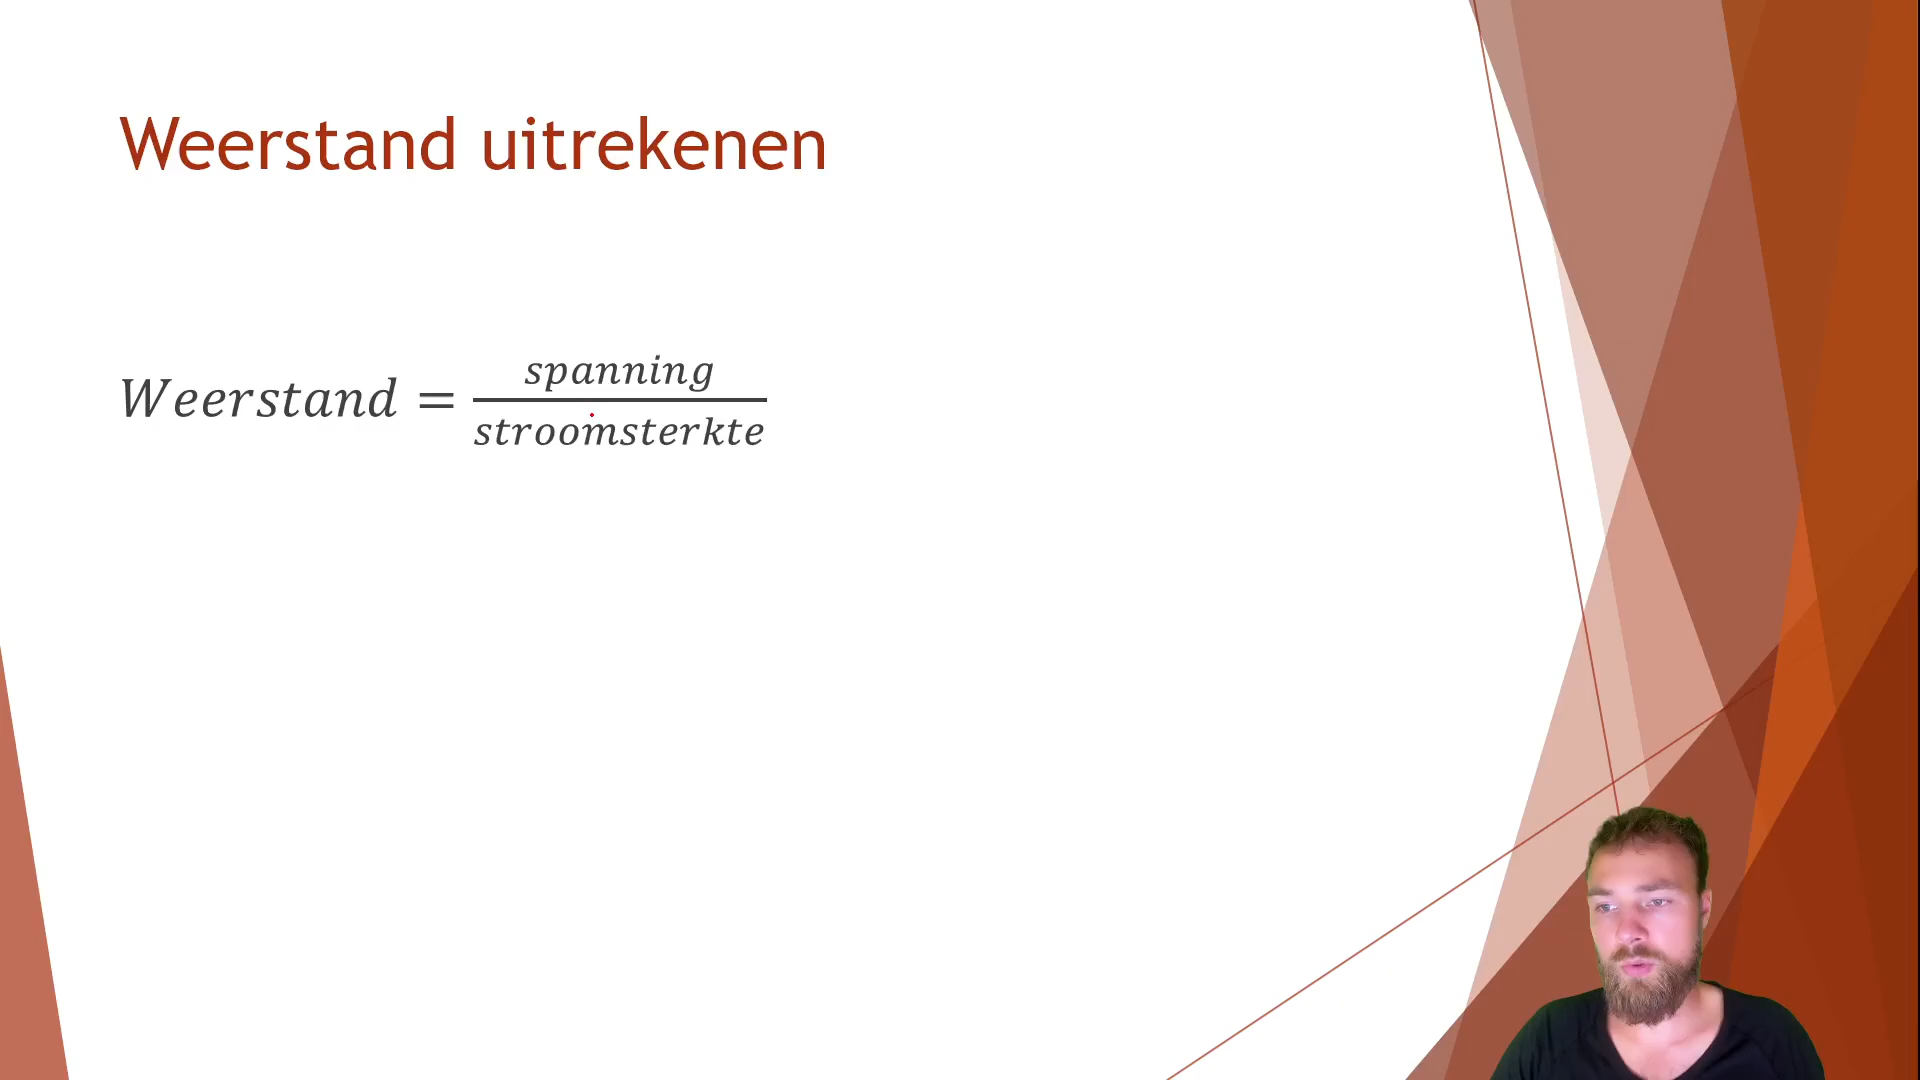 Weerstand uitrekenen
Weerstand = spanning / stroomsterkte